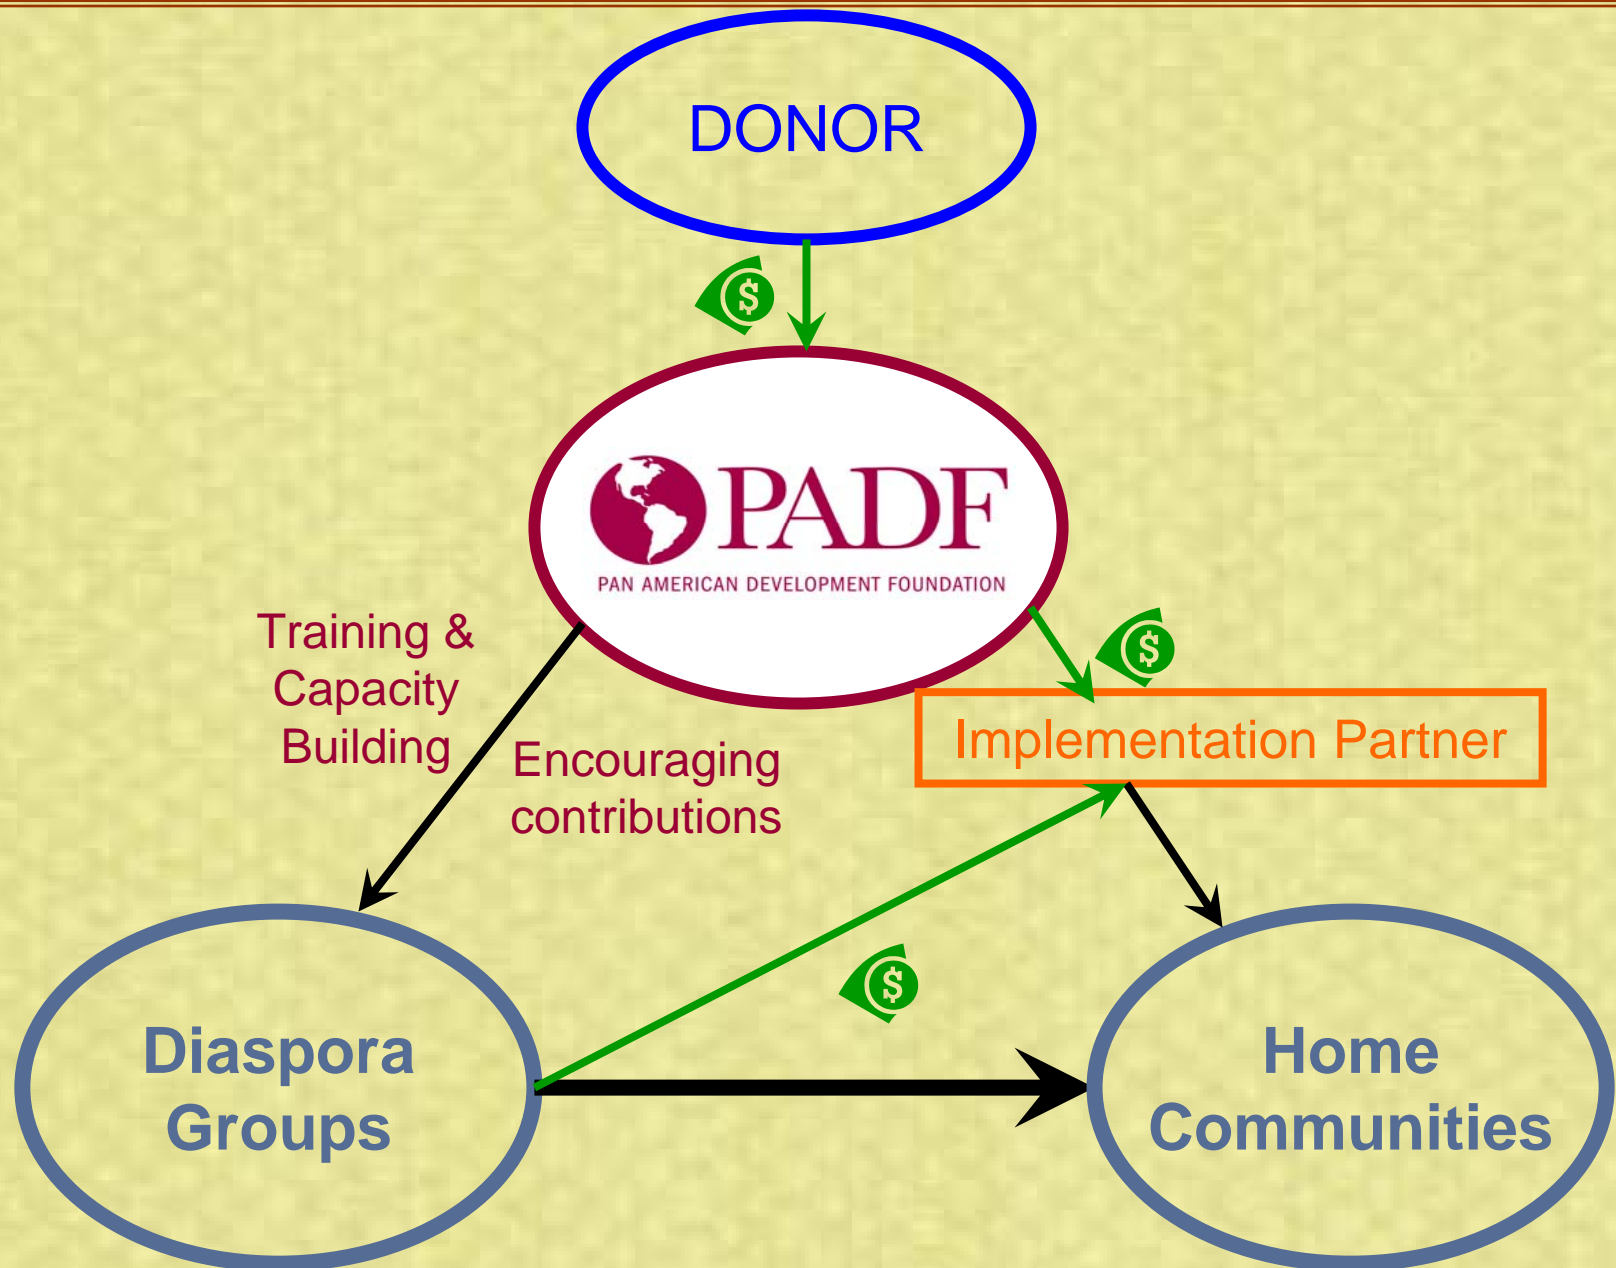 DONOR
$
PADF
PAN AMERICAN DEVELOPMENT FOUNDATION
Training &
Capacity
Building
$
Encouraging
contributions
Implementation Partner
$
Diaspora
Groups
Home
Communities